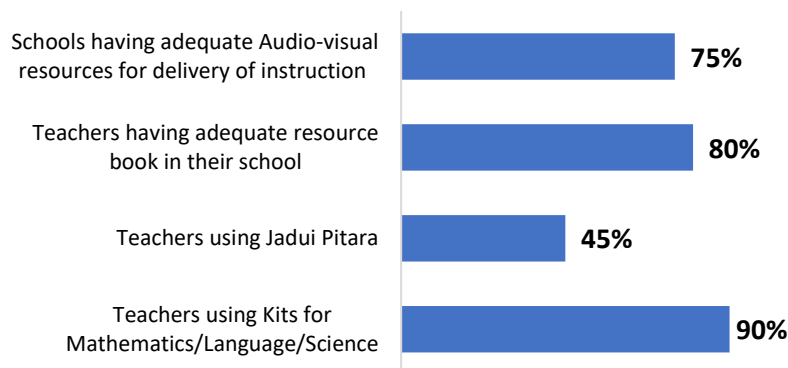 Schools having adequate Audio-visual
resources for delivery of instruction
75%
Teachers having adequate resource
book in their school
80%
Teachers using Jadui Pitara
45%
Teachers using Kits for
Mathematics/Language/Science
90%